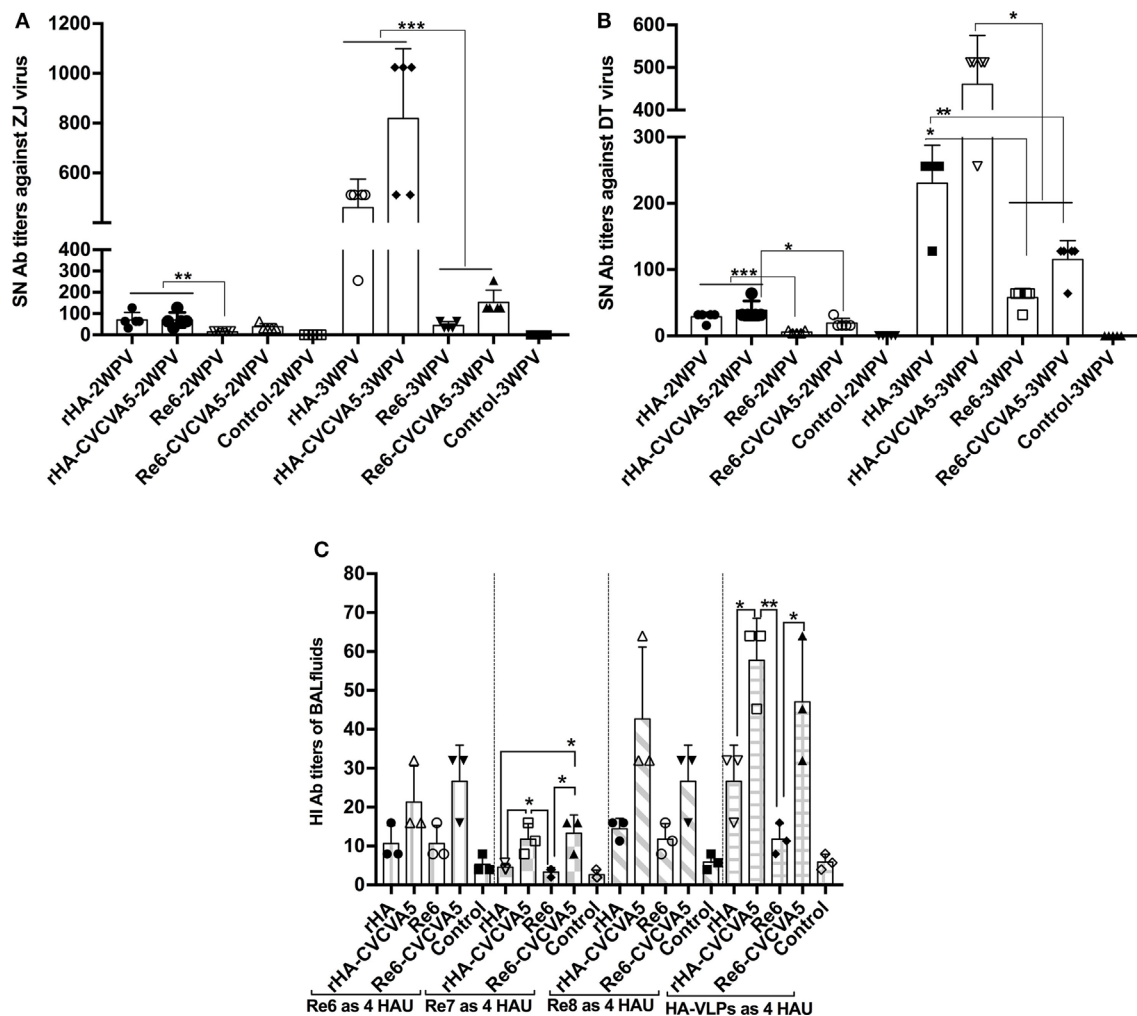 A
SN Ab titers against ZJ virus
1200
1000
800
600
400
300
200
100
0
***
**
rHA-2WPV
rHA-CVCVA5-2WPV
Re6-2WPV
Re6-CVCVA5-2WPV
Control-2WPV
rHA-3WPV
rHA-CVCVA5-3WPV
Re6-3WPV
Re6-CVCVA5-3WPV
Control-3WPV
B
SN Ab titers against DT virus
600
500
400
300
200
100
0
*
**
*
***
*
rHA-2WPV
rHA-CVCVA5-2WPV
Re6-2WPV
Re6-CVCVA5-2WPV
Control-2WPV
rHA-3WPV
rHA-CVCVA5-3WPV
Re6-3WPV
Re6-CVCVA5-3WPV
Control-3WPV
C
HI Ab titers of BALfluids
80
70
60
50
40
30
20
10
0
*
*
*
*
**
*
rHA
rHA-CVCVA5
Re6
Re6-CVCVA5
Control
rHA
rHA-CVCVA5
Re6
Re6-CVCVA5
Control
rHA
rHA-CVCVA5
Re6
Re6-CVCVA5
Control
rHA
rHA-CVCVA5
Re6
Re6-CVCVA5
Control
Re6 as 4 HAU
Re7 as 4 HAU
Re8 as 4 HAU
HA-VLPs as 4 HAU